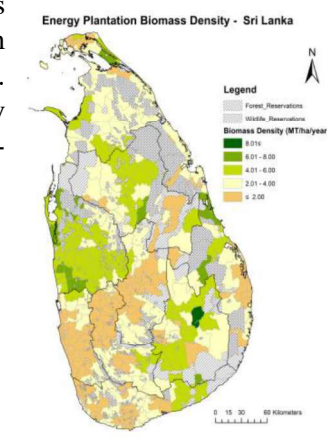 s
n
Energy Plantation Biomass Density - Sri Lanka
.
N
y
Legend
-
Forest_Reservations
Wildlife_Reservations
Biomass Density (MT/ha/year)
8.01≤
6.01 - 8.00
4.01 - 6.00
2.01 - 4.00
≤ 2.00
0 15 30 60 Kilometers